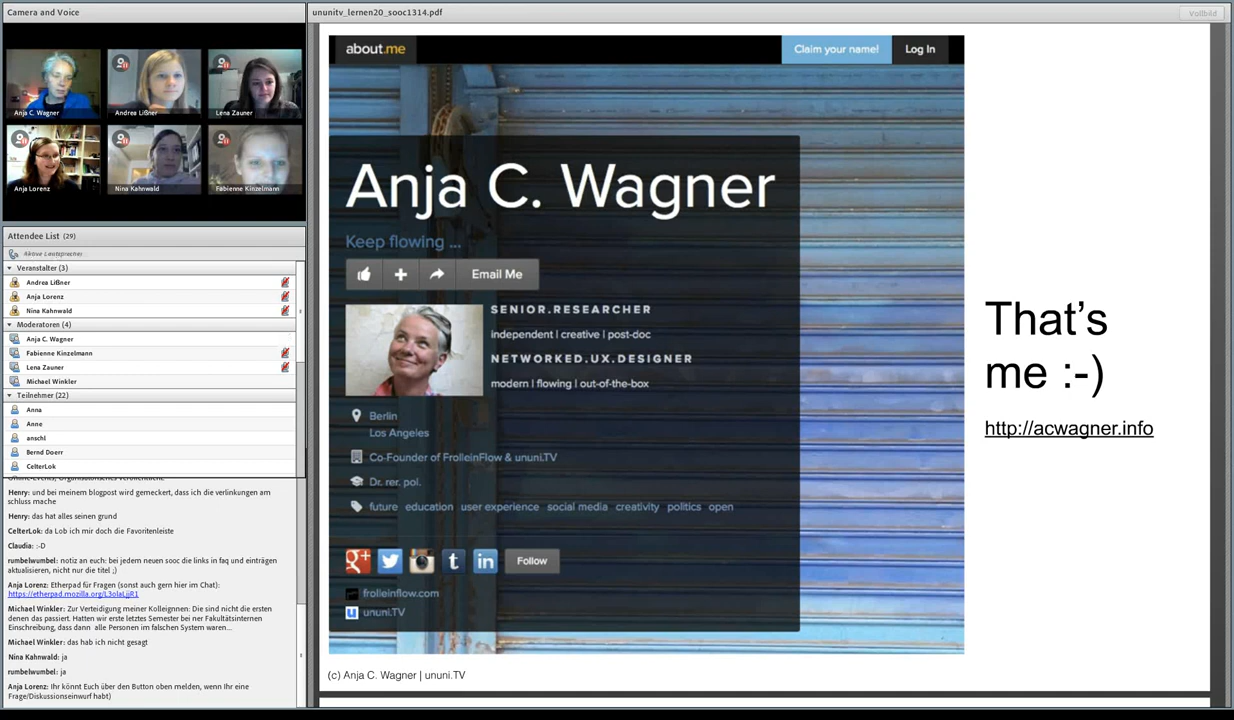 Camera and Voice
Anja C. Wagner
Andrea Lißner
Lena Zauner
Anja Lorenz
Nina Kahnwald
Fabienne Kinzelmann
Attendee List (29)
Aktive Lautsprecher
Veranstalter (3)
Andrea Lißner
Anja Lorenz
Nina Kahnwald
Moderatoren (4)
Anja C. Wagner
Fabienne Kinzelmann
Lena Zauner
Michael Winkler
Teilnehmer (22)
Anna
Anne
anschl
Bernd Doerr
CelterLok
Henry: und bei meinem blogpost wird gemeckert, dass ich die verlinkungen am
schluss mache
Henry: das hat alles seinen grund
CelterLok: da Lob ich mir doch die Favoritenleiste
Claudia: :-D
rumbelwumbel: notiz an euch: bei jedem neuen sooc die links in faq und einträgen
aktualisieren, nicht nur die titel ;)
Anja Lorenz: Etherpad für Fragen (sonst auch gern hier im Chat):
https://etherpad.mozilla.org/L3olaLjjR1
Michael Winkler: Zur Verteidigung meiner Kolleignnen: Die sind nicht die ersten
denen das passiert. Hatten wir erste letztes Semester bei ner Fakultätsinternen
Einschreibung, dass dann alle Personen im falschen System waren...
Michael Winkler: das hab ich nicht gesagt
Nina Kahnwald: ja
rumbelwumbel: ja
Anja Lorenz: Ihr könnt Euch über den Button oben melden, wenn Ihr eine
Frage/Diskussionseinwurf habt)
ununitv_lernen20_sooc1314.pdf
Vollbild
about.me
Claim your name!
Log In
Anja C. Wagner
Keep flowing ...
Email Me
SENIOR.RESEARCHER
independent | creative | post-doc
NETWORKED.UX.DESIGNER
modern | flowing | out-of-the-box
Berlin
Los Angeles
Co-Founder of FrolleinFlow & ununi.TV
Dr. rer. pol.
future education user experience social media creativity politics open
g+ t in Follow
frolleinflow.com
u ununi.TV
That's
me :-)
http://acwagner.info
(c) Anja C. Wagner | ununi.TV